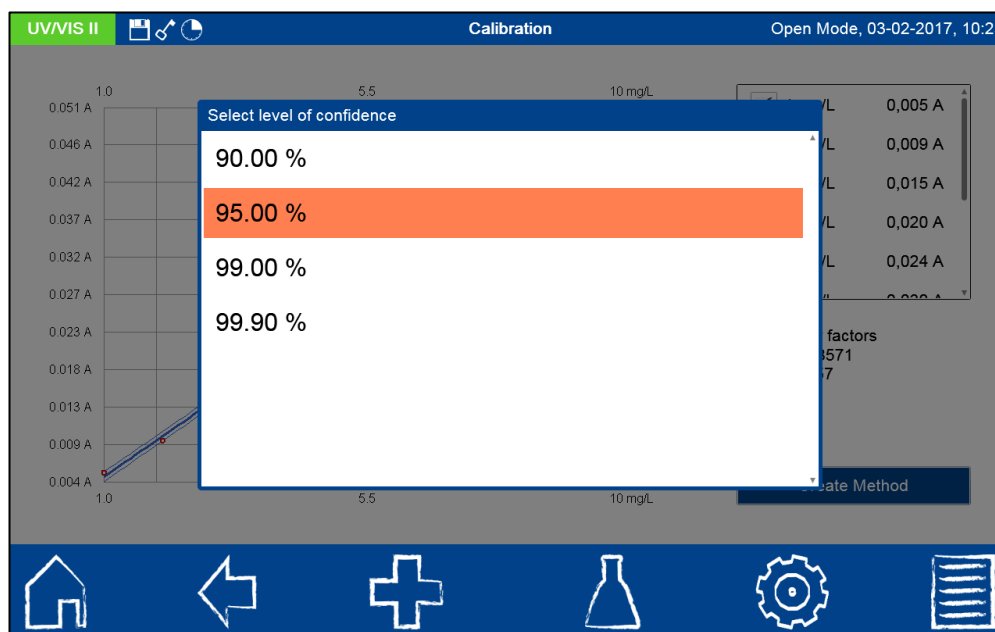 UV/VIS II Calibration Open Mode, 03-02-2017, 10:2
1.0 5.5 10 mg/L
0.051 A
0.046 A
0.042 A
0.037 A
0.032 A
0.027 A
0.023 A
0.018 A
0.013 A
0.009 A
0.004 A
1.0 5.5 10 mg/L
Select level of confidence
90.00 %
95.00 %
99.00 %
99.90 %
/L 0,005 A
/L 0,009 A
/L 0,015 A
/L 0,020 A
/L 0,024 A
factors
3571
57
Method